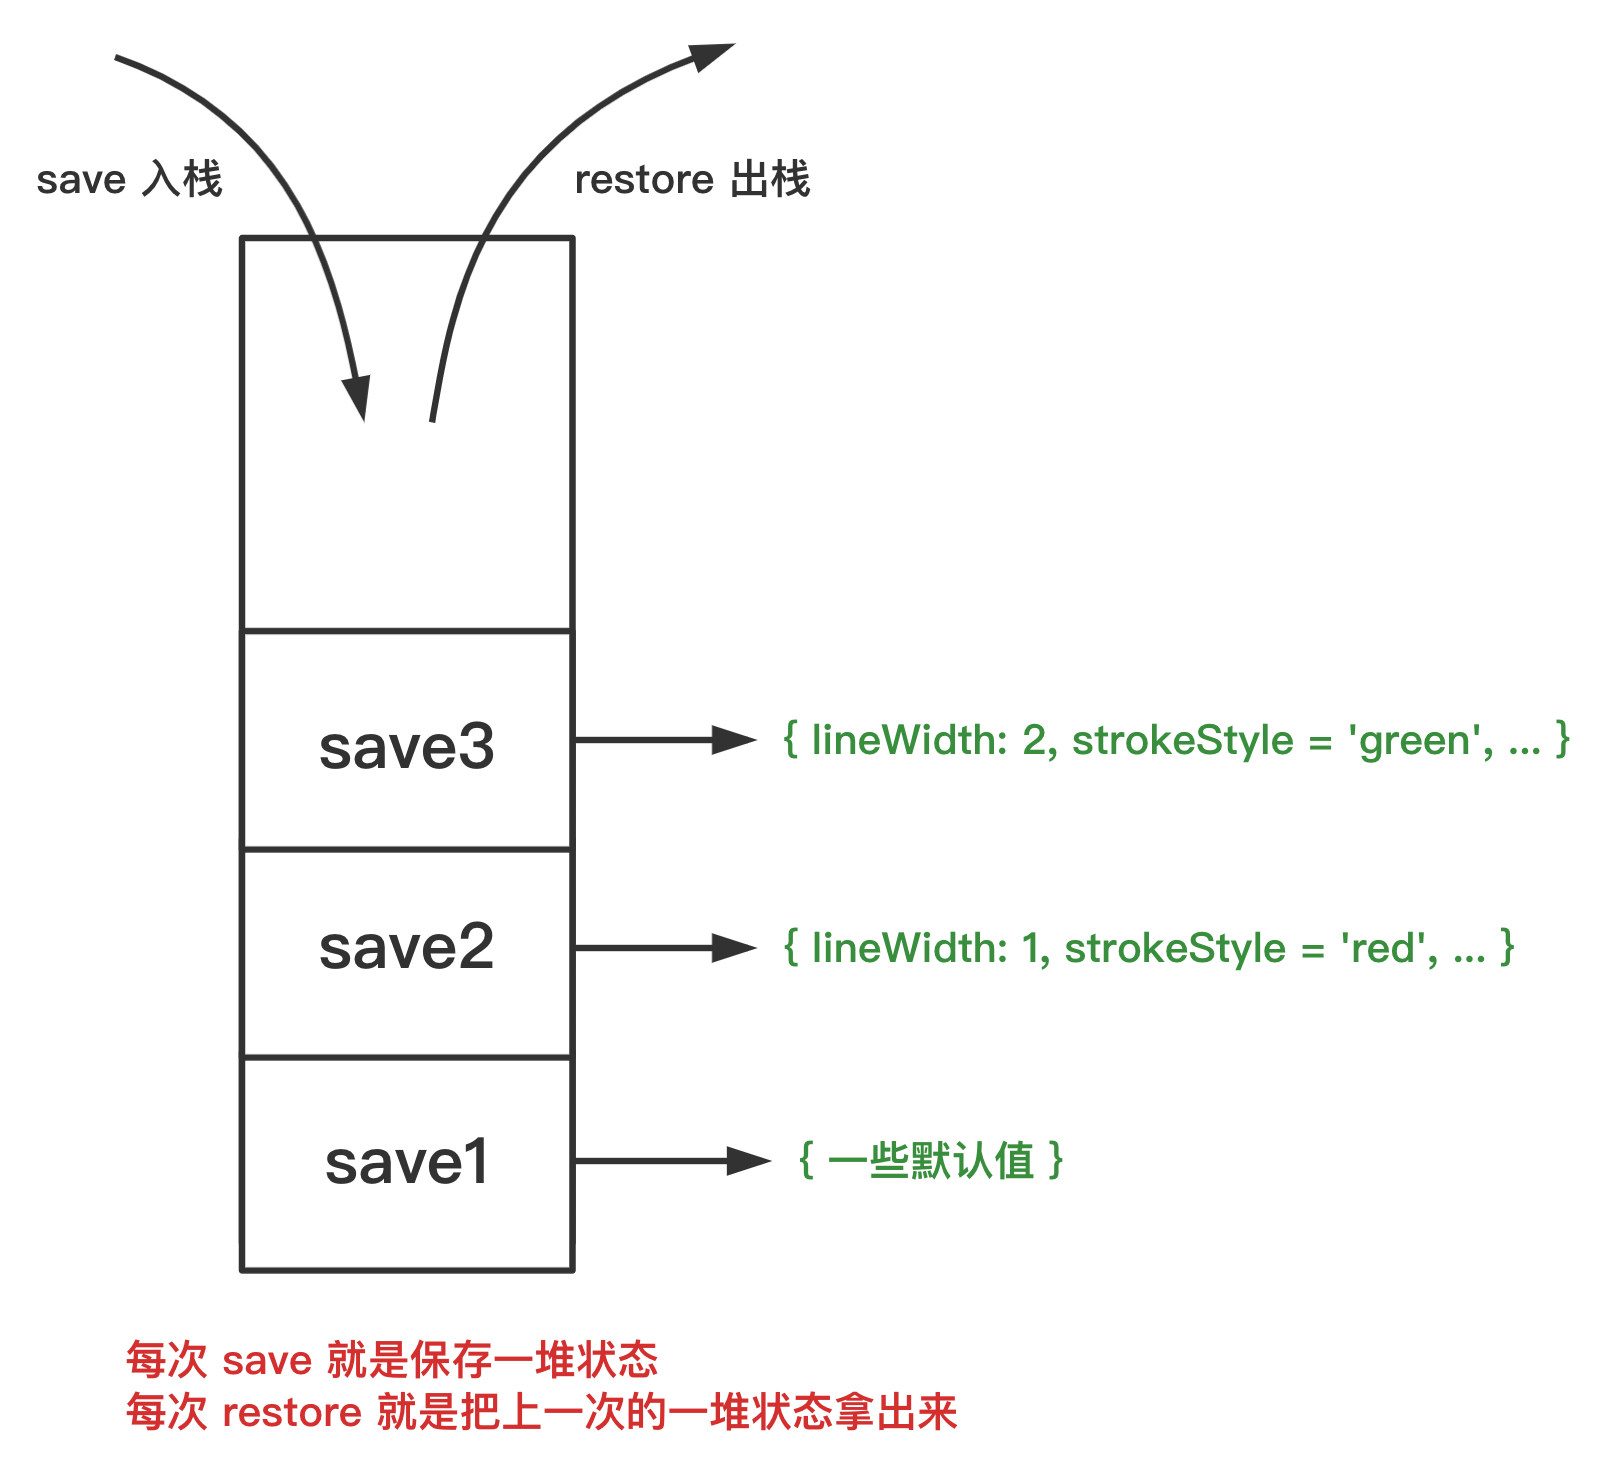 save 入栈
restore 出栈
save3
{ lineWidth: 2, strokeStyle = 'green', ... }
save2
{ lineWidth: 1, strokeStyle = 'red', ... }
save1
{ 一些默认值 }
每次 save 就是保存一堆状态
每次 restore 就是把上一次的一堆状态拿出来